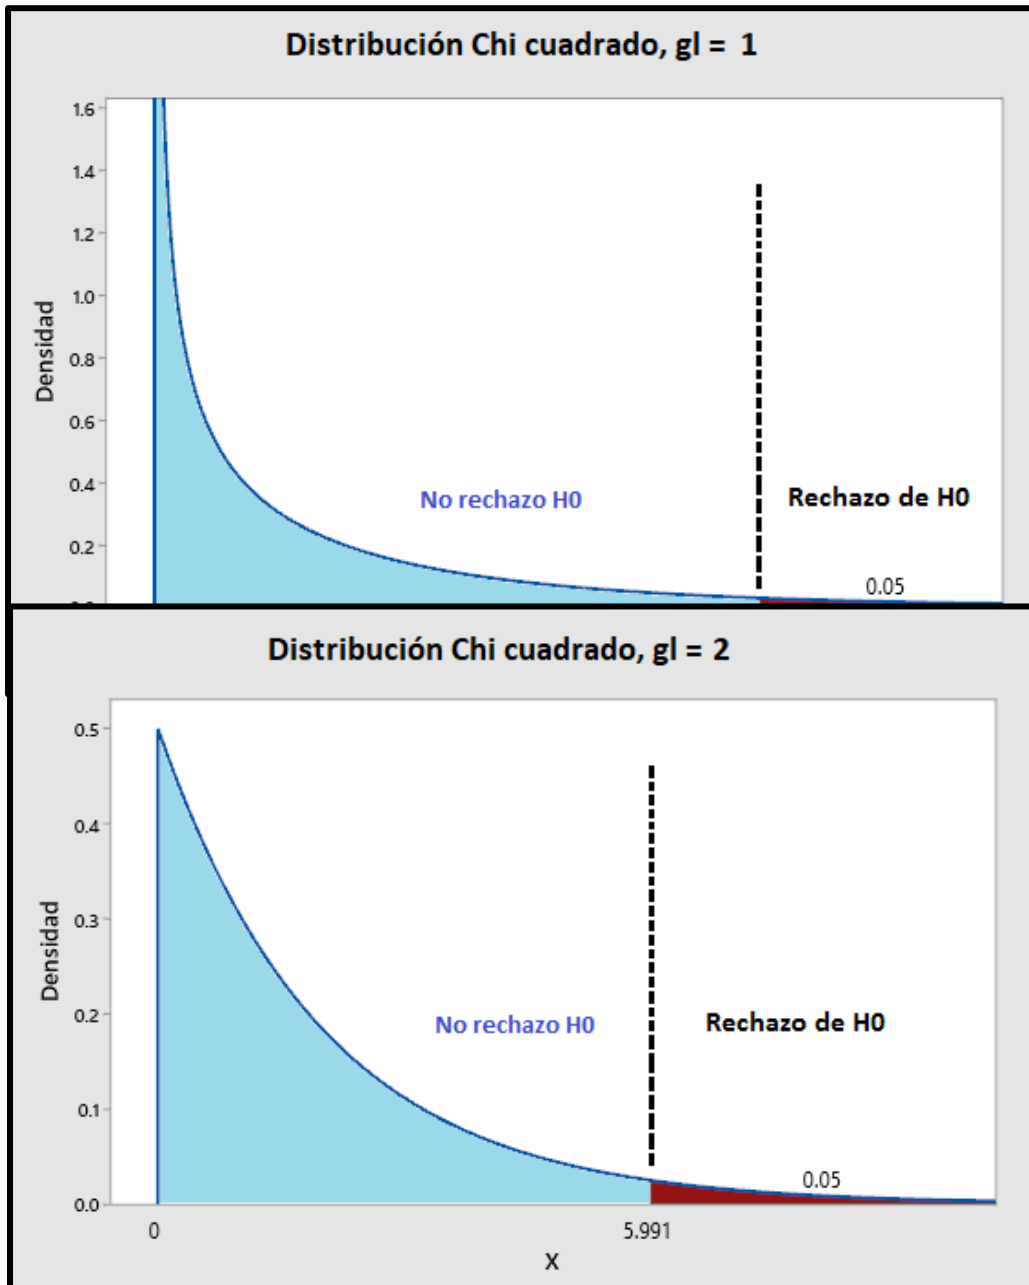 Distribución Chi cuadrado, gl = 1
1.6
1.4
1.2
1.0
0.8
0.6
0.4
0.2
Densidad
No rechazo H0
Rechazo de H0
0.05
Distribución Chi cuadrado, gl = 2
0.5
0.4
0.3
0.2
0.1
0.0
Densidad
No rechazo H0
Rechazo de H0
0.05
0
5.991
X